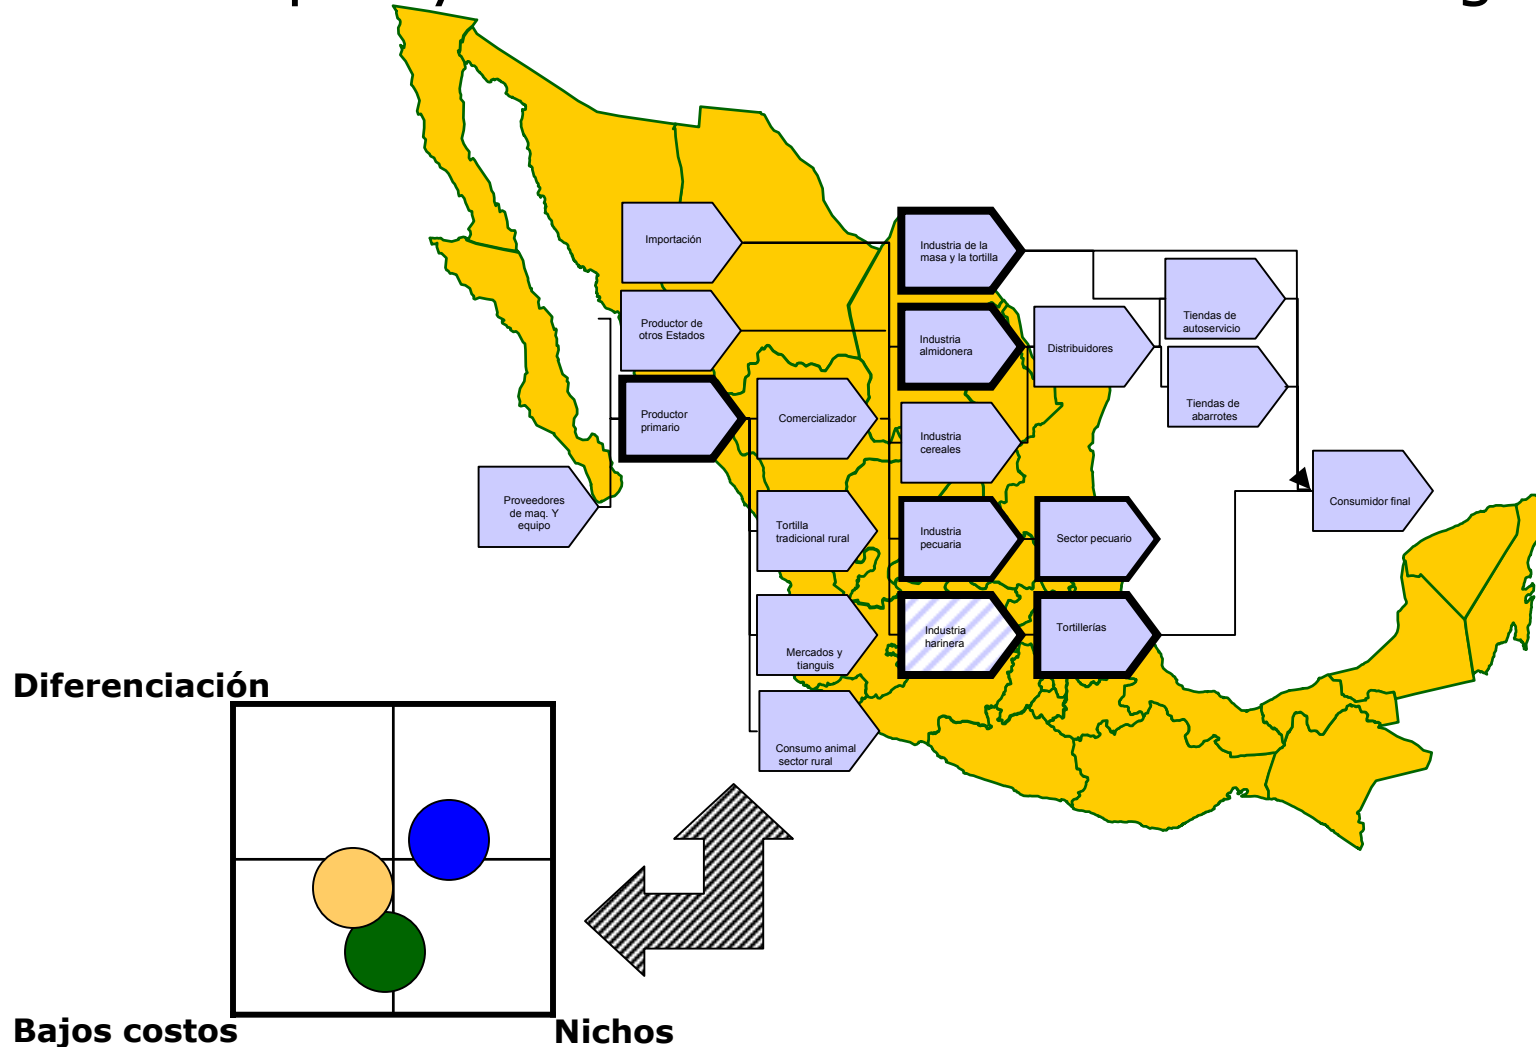 Importación
Industria de la
masa y la tortilla
Tiendas de
autoservicio
Productor de
otros Estados
Industria
almidonera
Distribuidores
Tiendas de
abarrotes
Productor
primario
Comercializador
Industria
cereales
Proveedores
de maq. Y
equipo
Tortilla
tradicional rural
Industria
pecuaria
Sector pecuario
Consumidor final
Mercados y
tianguis
Industria
harinera
Tortillerías
Consumo animal
sector rural
Diferenciación
Bajos costos
Nichos